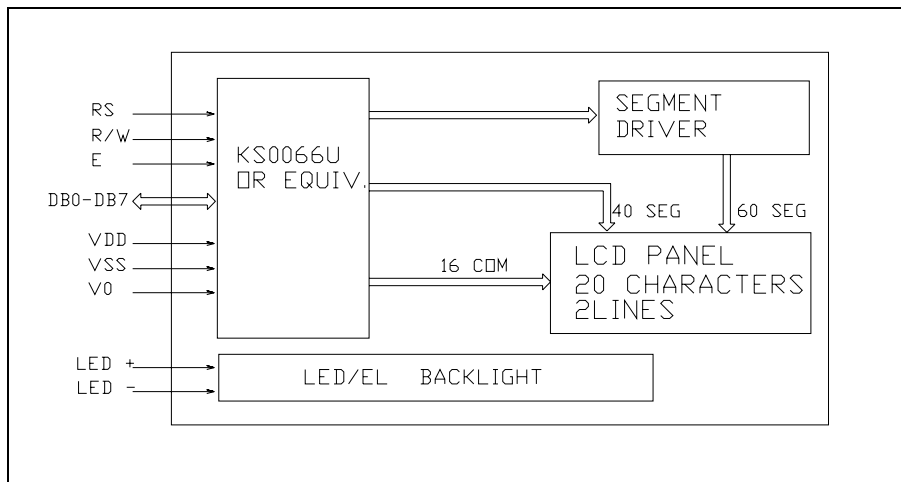 RS
R/W
E
DB0-DB7
VDD
VSS
V0
LED +
LED -
KS0066U
OR EQUIV.
SEGMENT
DRIVER
40 SEG
60 SEG
16 COM
LCD PANEL
20 CHARACTERS
2LINES
LED/EL BACKLIGHT